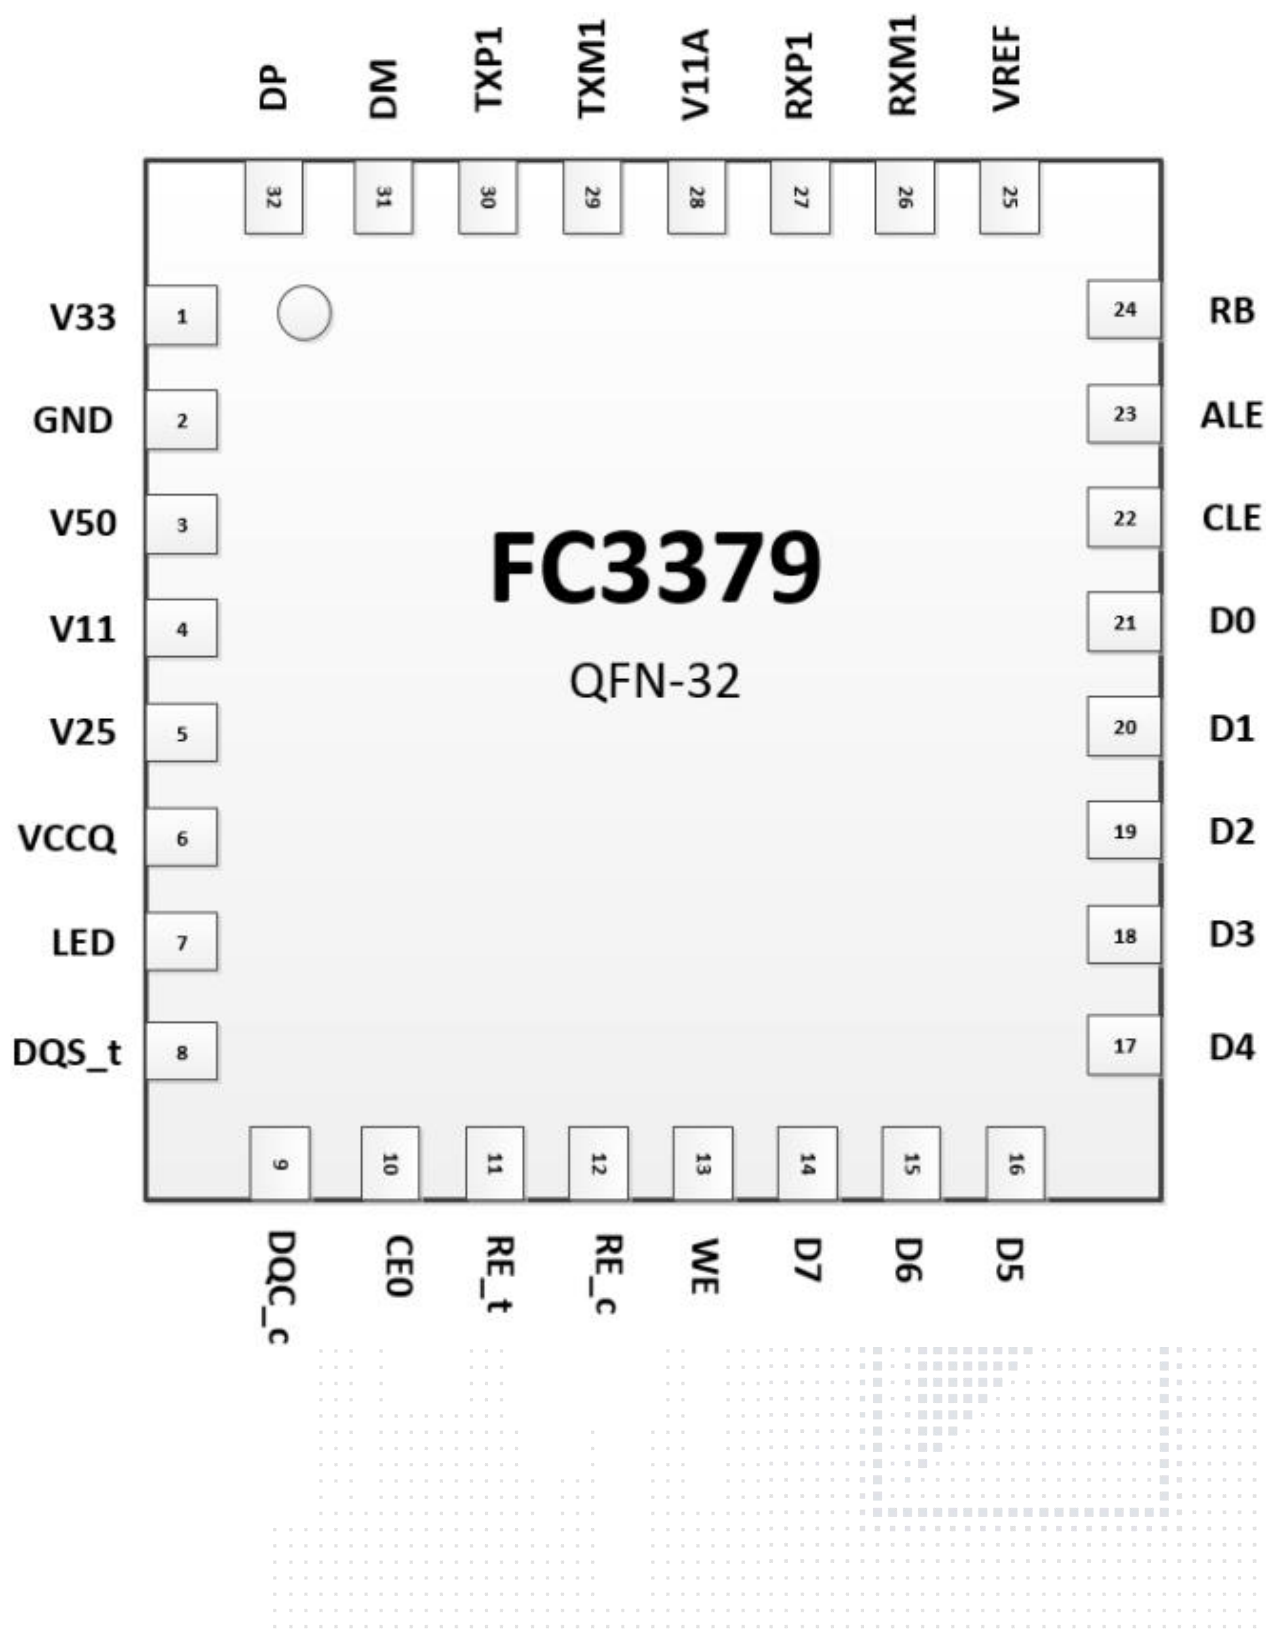 DP DM TXP1 TXM1 V11A RXP1 RXM1 VREF
32 31 30 29 28 27 26 25
V33 1 24 RB
GND 2 23 ALE
V50 3 22 CLE
FC3379
V11 4 21 D0
QFN-32
V25 5 20 D1
VCCQ 6 19 D2
LED 7 18 D3
DQS_t 8 17 D4
9 10 11 12 13 14 15 16
DQC_c CE0 RE_t RE_c WE D7 D6 D5